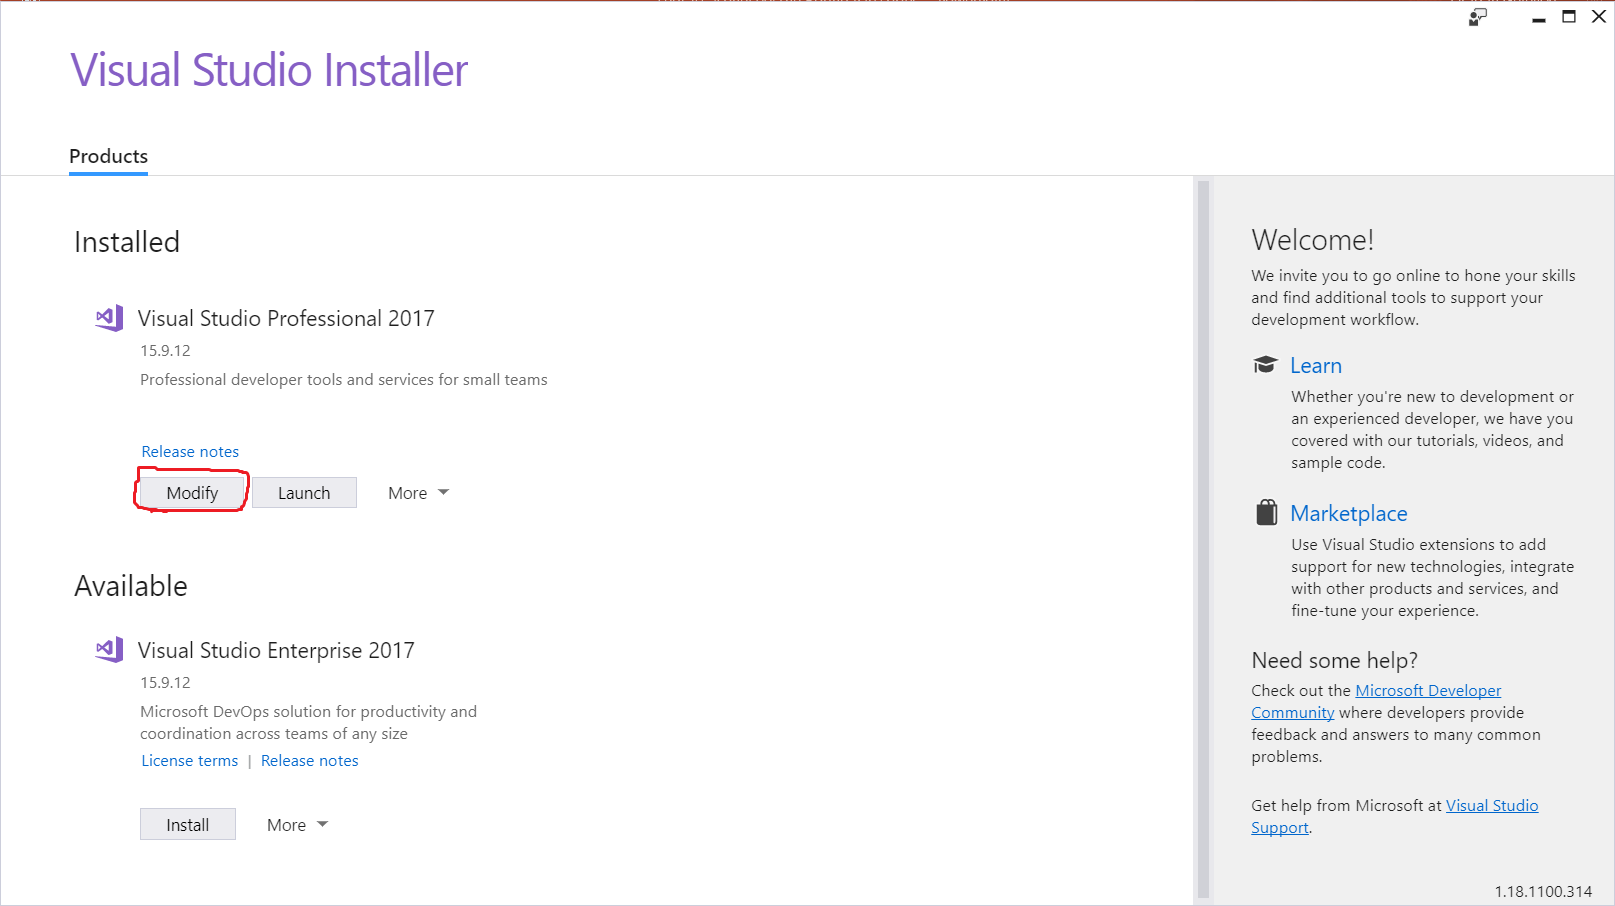 Visual Studio Installer
Products
Installed
Visual Studio Professional 2017
15.9.12
Professional developer tools and services for small teams
Release notes
Modify
Launch
More
Available
Visual Studio Enterprise 2017
15.9.12
Microsoft DevOps solution for productivity and
coordination across teams of any size
License terms | Release notes
Install
More
Welcome!
We invite you to go online to hone your skills
and find additional tools to support your
development workflow.
Learn
Whether you're new to development or
an experienced developer, we have you
covered with our tutorials, videos, and
sample code.
Marketplace
Use Visual Studio extensions to add
support for new technologies, integrate
with other products and services, and
fine-tune your experience.
Need some help?
Check out the Microsoft Developer
Community where developers provide
feedback and answers to many common
problems.
Get help from Microsoft at Visual Studio
Support.
1.18.1100.314